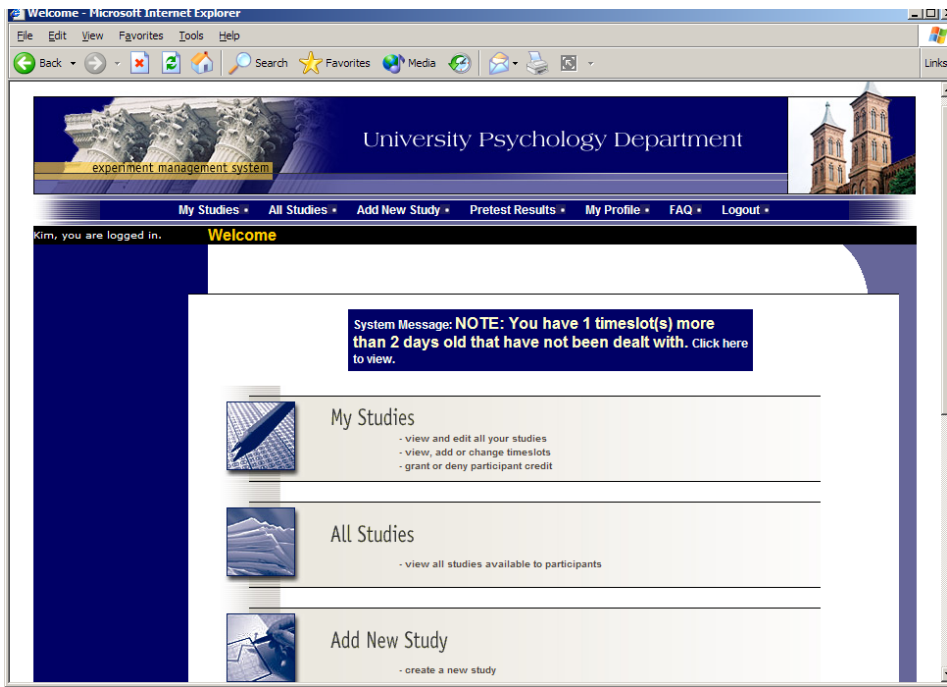 Welcome - Microsoft Internet Explorer
File Edit View Favorites Tools Help
Back Search Favorites Media Links
University Psychology Department
experiment management system
My Studies All Studies Add New Study Pretest Results My Profile FAQ Logout
Kim, you are logged in. Welcome
System Message: NOTE: You have 1 timeslot(s) more
than 2 days old that have not been dealt with. Click here
to view.
My Studies
- view and edit all your studies
- view, add or change timeslots
- grant or deny participant credit
All Studies
- view all studies available to participants
Add New Study
- create a new study